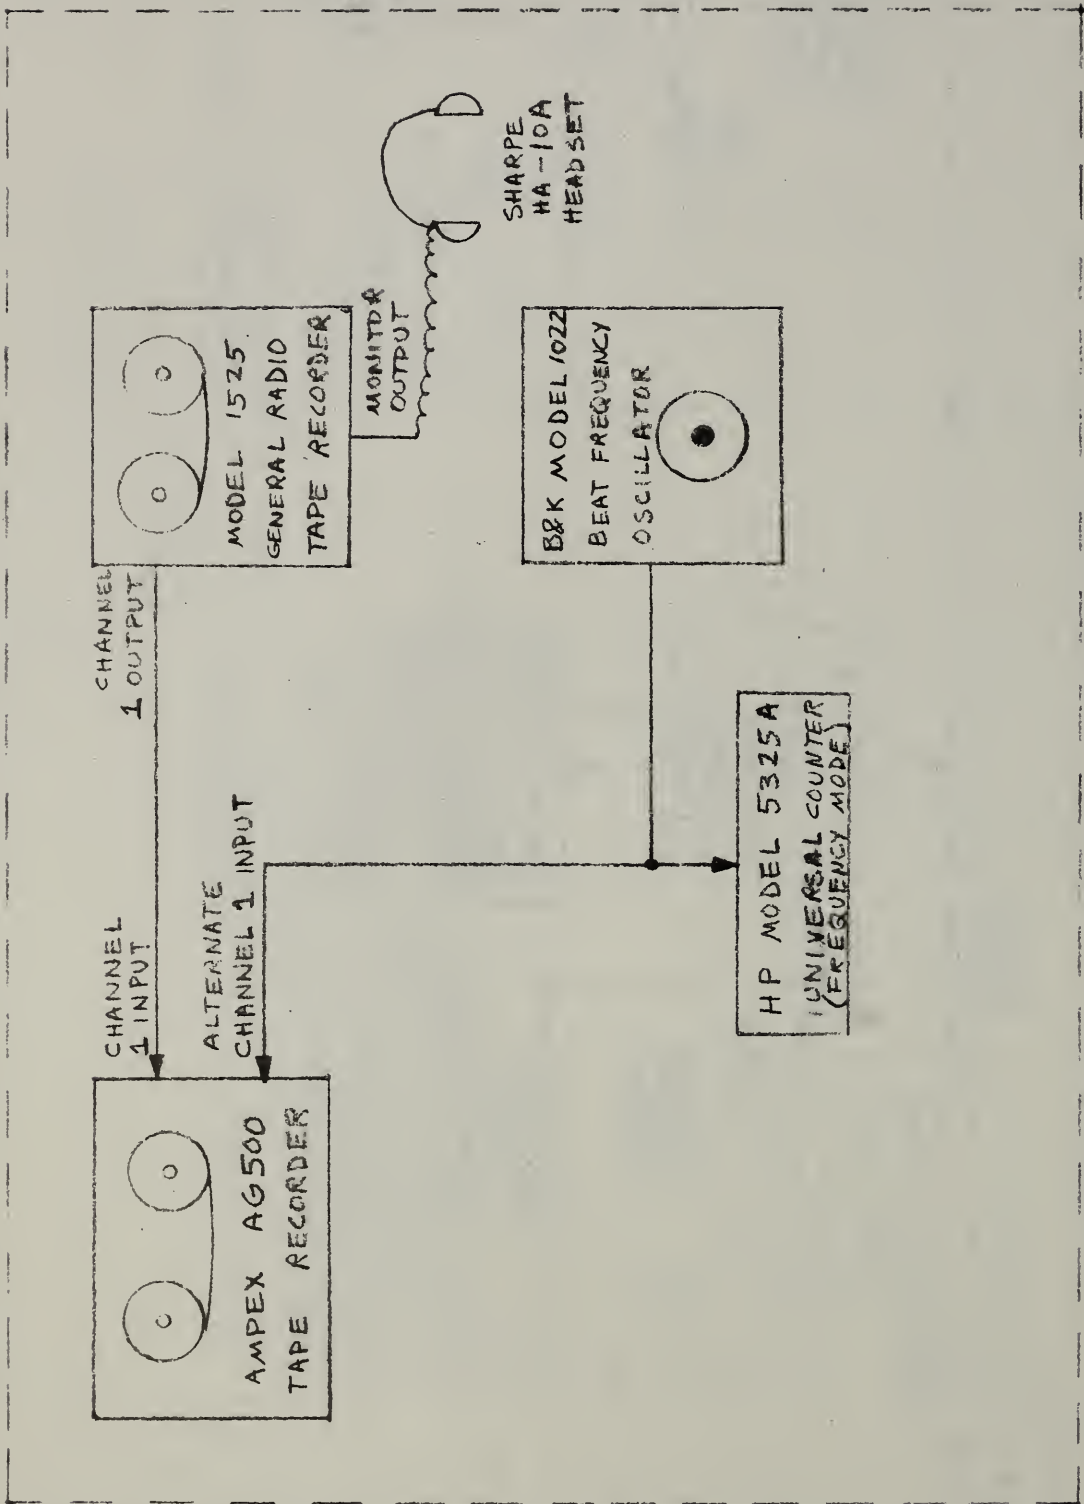 AMPEX AG500
TAPE RECORDER
CHANNEL
1 INPUT
ALTERNATE
CHANNEL 1 INPUT
CHANNEL
1 OUTPUT
MODEL 1525
GENERAL RADIO
TAPE RECORDER
MONITOR
OUTPUT
SHARPE
HA-10A
HEADSET
B&K MODEL 1022
BEAT FREQUENCY
OSCILLATOR
HP MODEL 5325A
UNIVERSAL COUNTER
(FREQUENCY MODE)